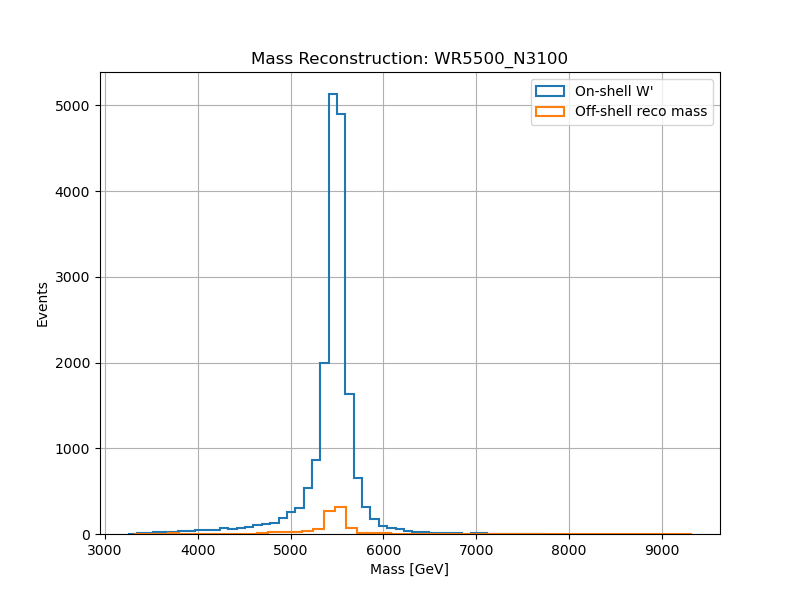 Mass Reconstruction: WR5500_N3100
On-shell W'
Off-shell reco mass
5000
4000
3000
2000
1000
0
Events
3000 4000 5000 6000 7000 8000 9000
Mass [GeV]